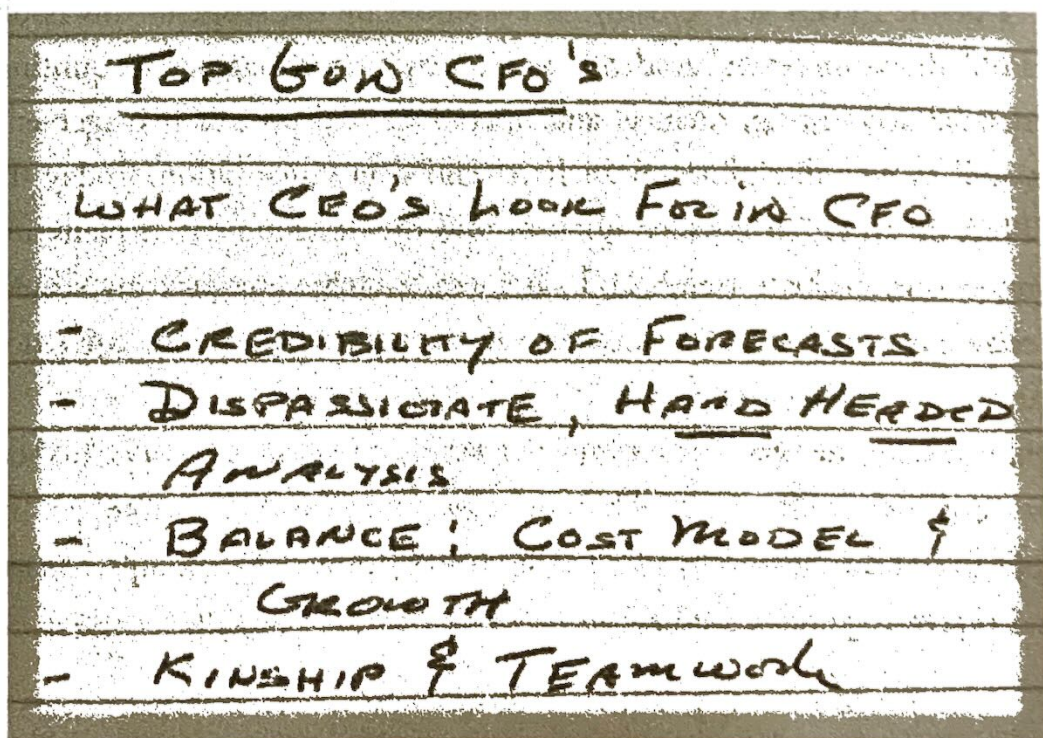 TOP GUN CFO's
WHAT CEO'S LOOK FOR IN CFO
- CREDIBILITY OF FORECASTS
- DISPASSIONATE, HARD HEADED
ANALYSIS
- BALANCE: COST MODEL &
GROWTH
- KINSHIP & TEAMWORK